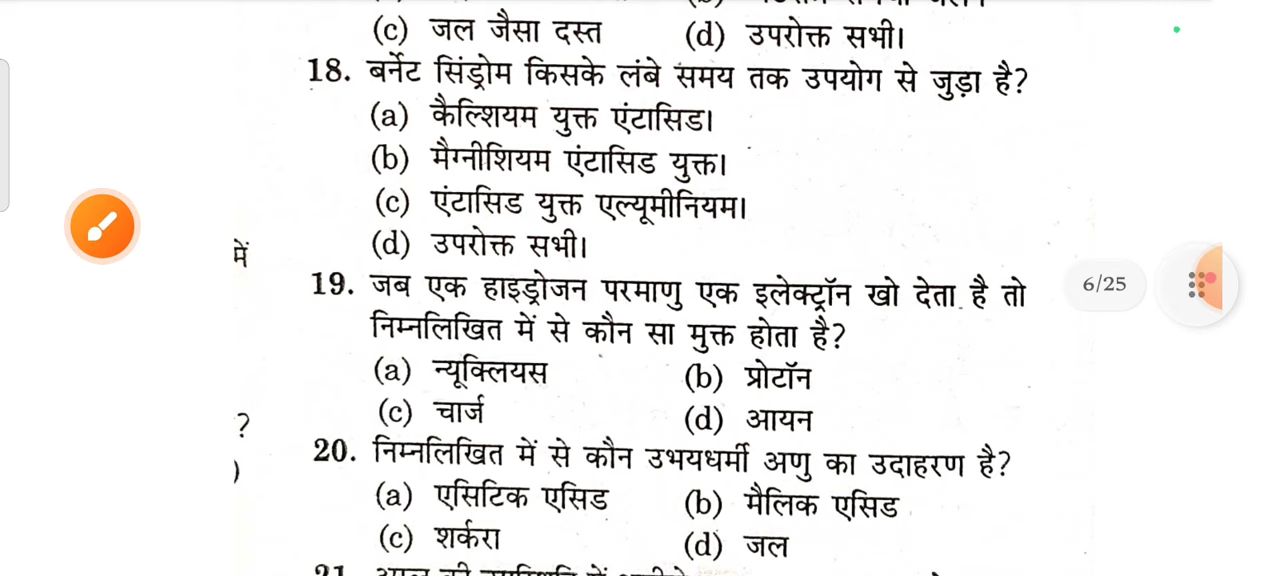 (c) जल जैसा दस्त (d) उपरोक्त सभी।
18. बर्नेट सिंड्रोम किसके लंबे समय तक उपयोग से जुड़ा है?
(a) कैल्शियम युक्त एंटासिड।
(b) मैग्नीशियम एंटासिड युक्त।
(c) एंटासिड युक्त एल्यूमीनियम।
(d) उपरोक्त सभी।
में
19. जब एक हाइड्रोजन परमाणु एक इलेक्ट्रॉन खो देता है तो
6/25
निम्नलिखित में से कौन सा मुक्त होता है?
(a) न्यूक्लियस (b) प्रोटॉन
(c) चार्ज (d) आयन
?
20. निम्नलिखित में से कौन उभयधर्मी अणु का उदाहरण है?
)
(a) एसिटिक एसिड (b) मैलिक एसिड
(c) शर्करा (d) जल
21.